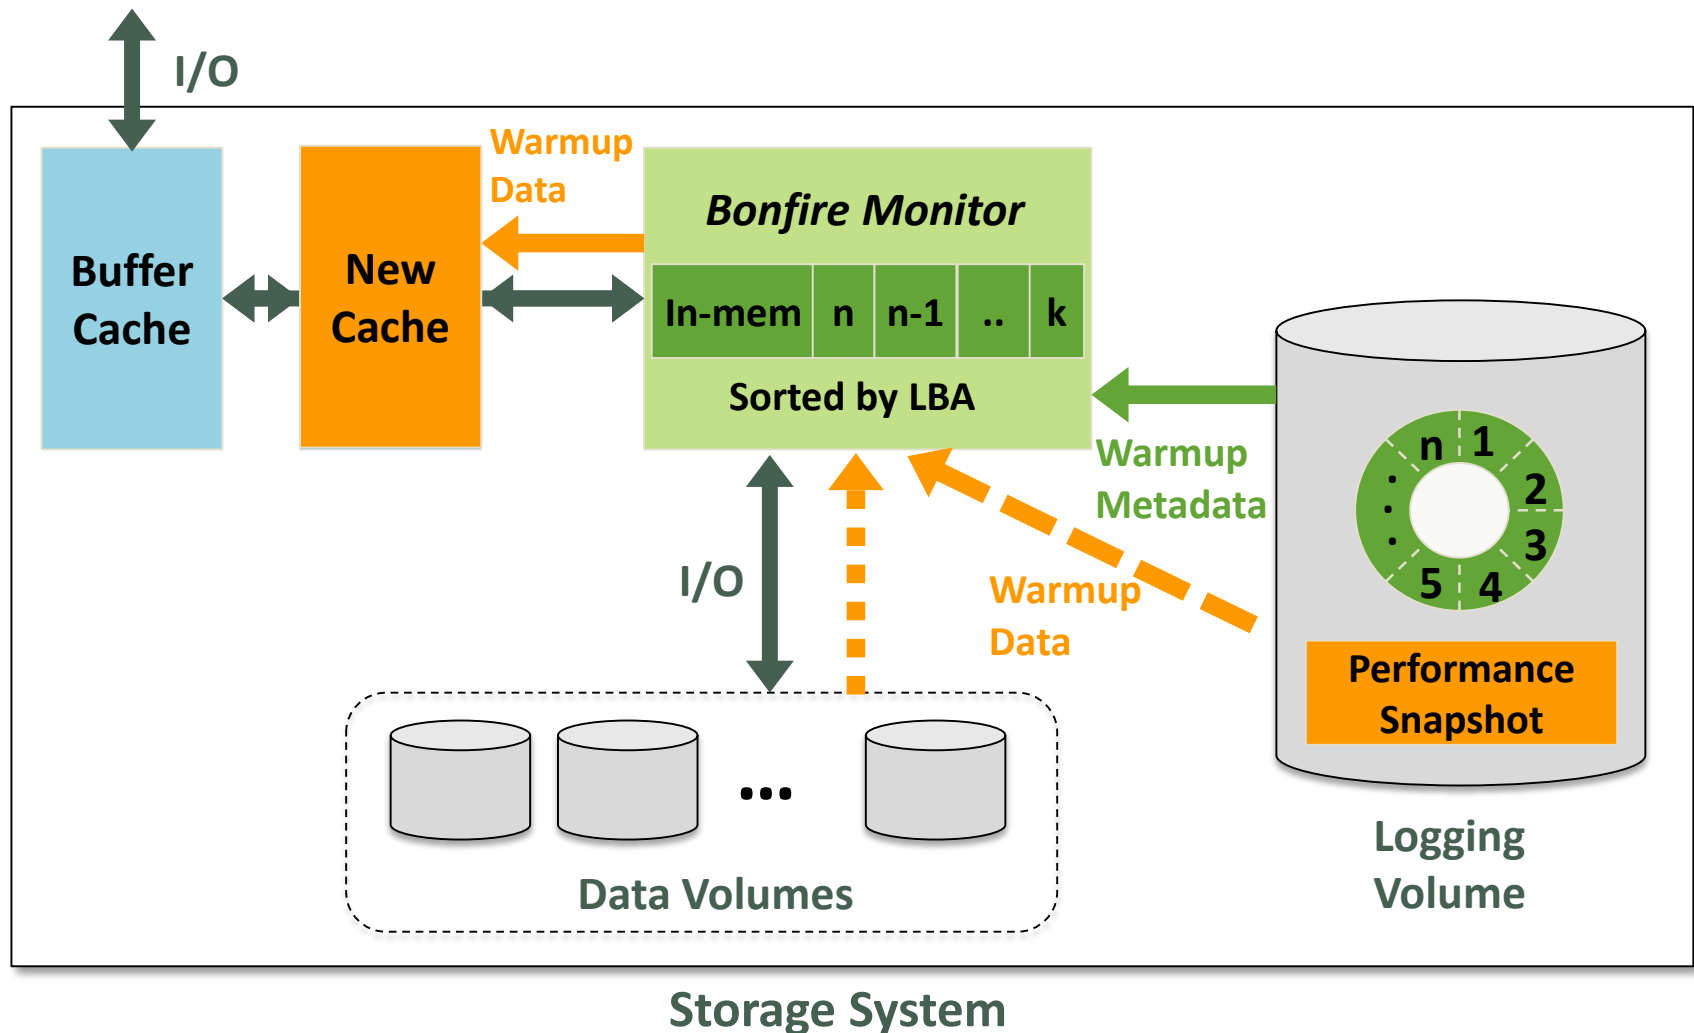 I/O
Buffer
Cache
New
Cache
Warmup
Data
Bonfire Monitor
In-mem n n-1 .. k
Sorted by LBA
Warmup
Metadata
n 1
2
3
4
5
. . .
Performance
Snapshot
Logging
Volume
I/O
Warmup
Data
...
Data Volumes
Storage System